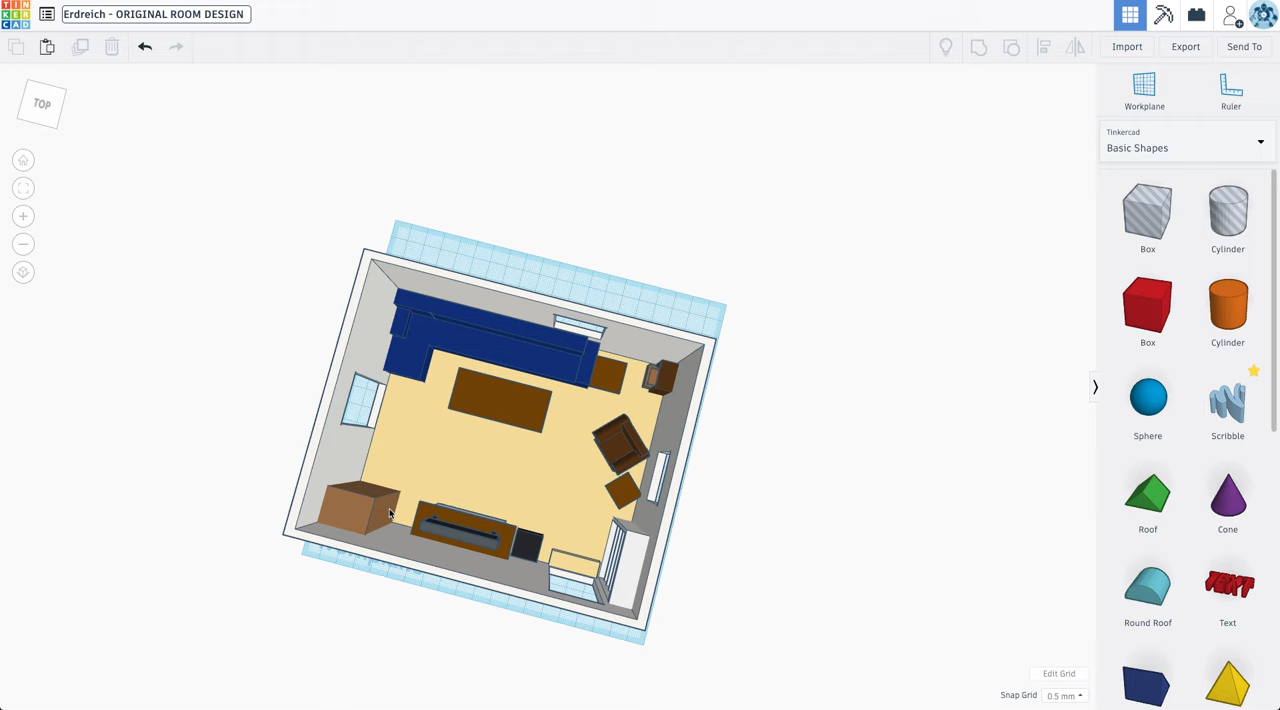 TIN
KER
CAD
Erdreich - ORIGINAL ROOM DESIGN
Import
Export
Send To
TOP
Workplane
Ruler
Tinkercad
Basic Shapes
Box
Cylinder
Box
Cylinder
Sphere
Scribble
Roof
Cone
TEXT
Round Roof
Text
Edit Grid
Snap Grid
0.5 mm